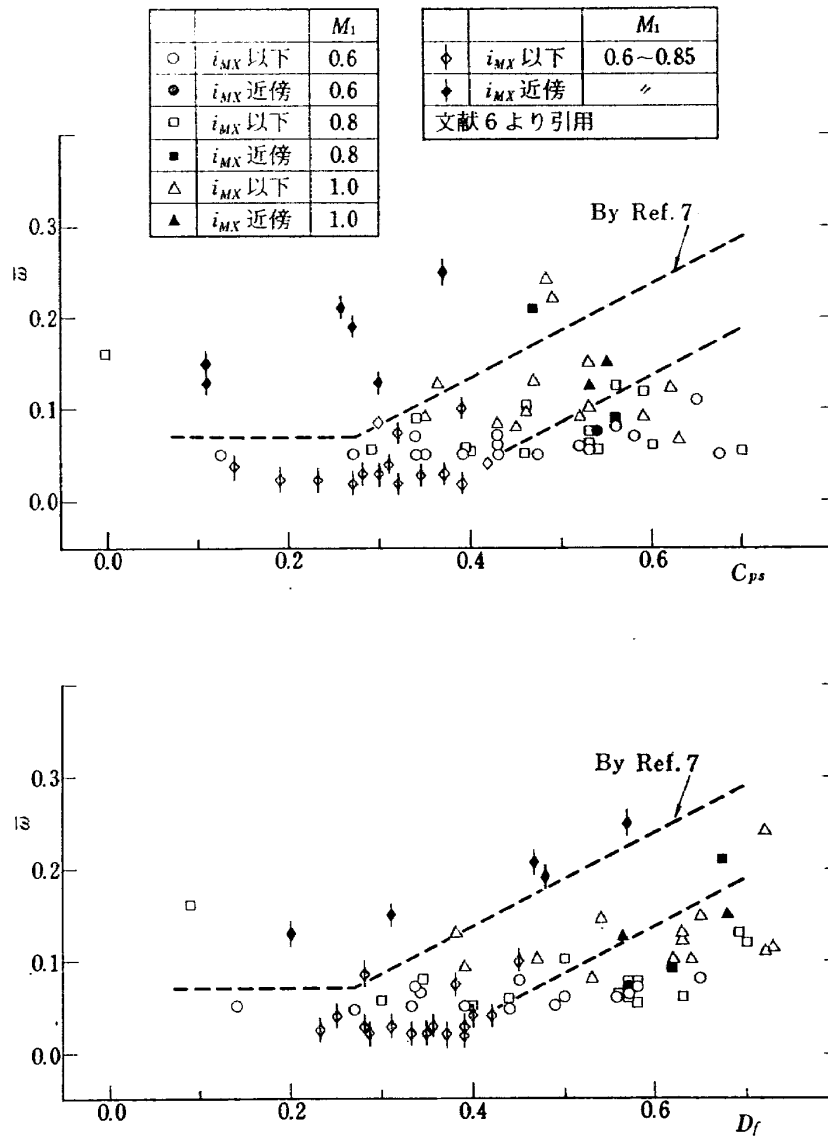 M₁
○ i_MX 以下 0.6
● i_MX 近傍 0.6
□ i_MX 以下 0.8
■ i_MX 近傍 0.8
△ i_MX 以下 1.0
▲ i_MX 近傍 1.0
M₁
i_MX 以下 0.6~0.85
i_MX 近傍 〃
文献6より引用
By Ref. 7
0.3
ω̅
0.2
0.1
0.0
0.0 0.2 0.4 0.6 C_ps
By Ref. 7
0.3
ω̅
0.2
0.1
0.0
0.0 0.2 0.4 0.6 D_f